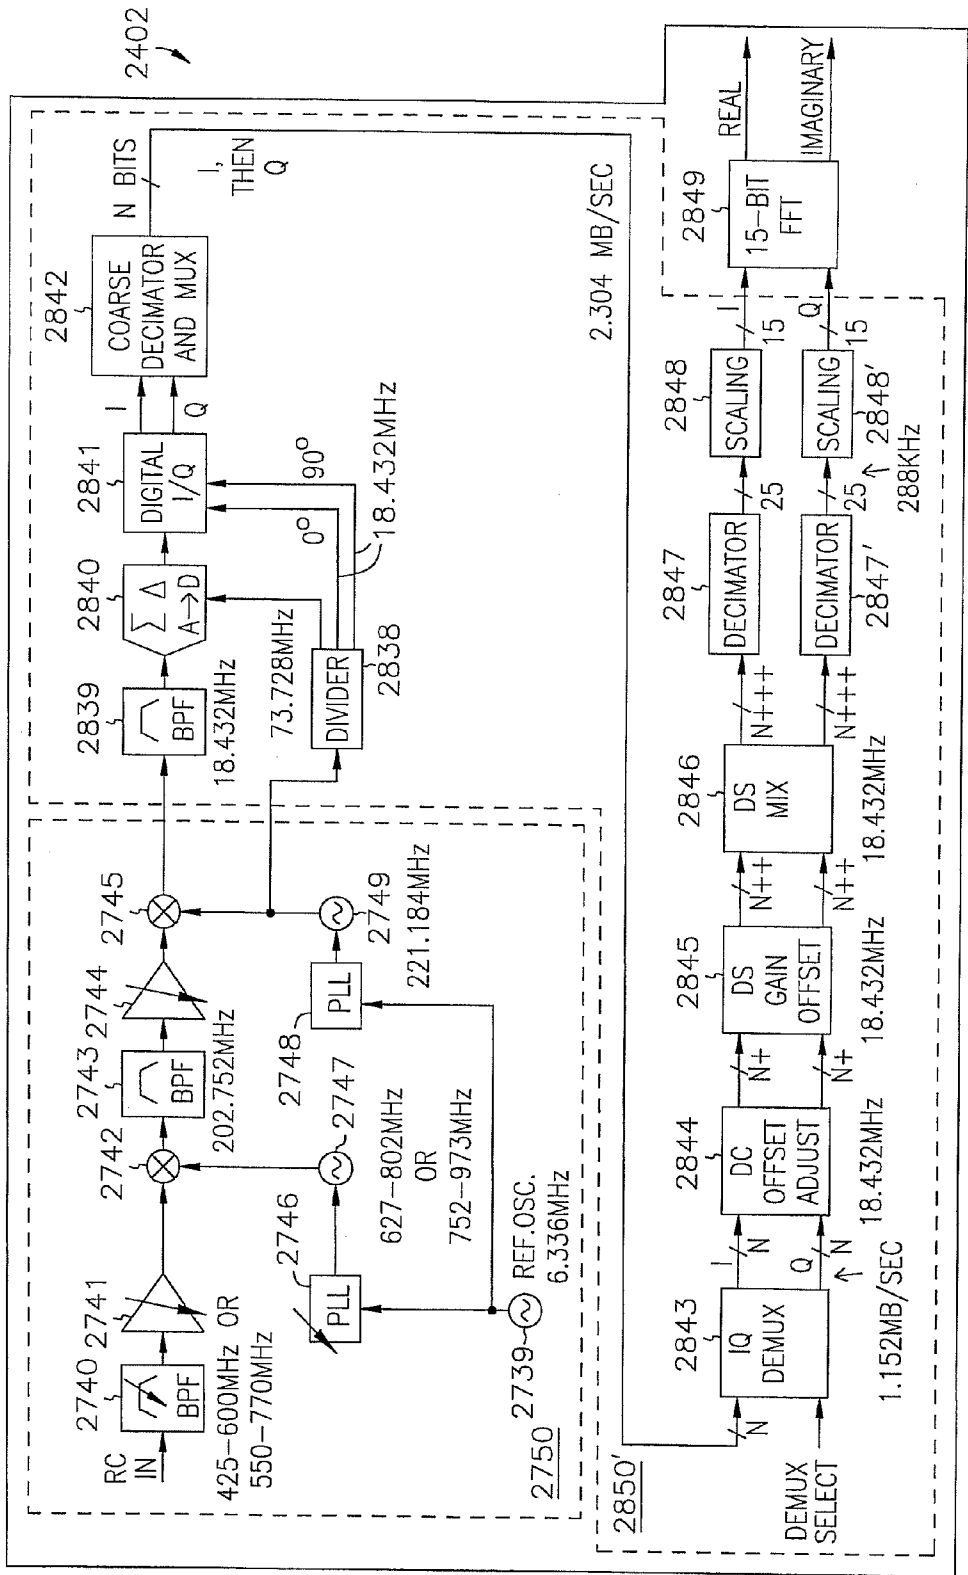 2402
RC
IN
2740
BPF
425–600MHz OR
550–770MHz
2741
2742
2743
BPF
202.752MHz
2744
2745
2746
PLL
2747
627–802MHz
OR
752–973MHz
2748
PLL
2749
221.184MHz
2739
REF.OSC.
6.336MHz
2750
2839
BPF
18.432MHz
2840
Σ Δ
A→D
2841
DIGITAL
I/Q
I
Q
2842
COARSE
DECIMATOR
AND MUX
N BITS
I,
THEN
Q
73.728MHz
DIVIDER
2838
0°
90°
18.432MHz
2.304 MB/SEC
2850'
N
DEMUX
SELECT
2843
IQ
DEMUX
I
N
Q
N
1.152MB/SEC
2844
DC
OFFSET
ADJUST
18.432MHz
N+
N+
2845
DS
GAIN
OFFSET
18.432MHz
N++
N++
2846
DS
MIX
18.432MHz
N+++
N+++
2847
DECIMATOR
DECIMATOR
2847'
25
25
288KHz
2848
SCALING
SCALING
2848'
I
15
Q
15
2849
15–BIT
FFT
REAL
IMAGINARY